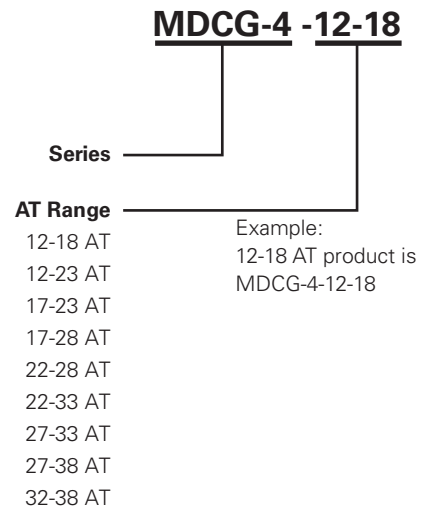 MDCG-4 -12-18
Series
AT Range
12-18 AT
12-23 AT
17-23 AT
17-28 AT
22-28 AT
22-33 AT
27-33 AT
27-38 AT
32-38 AT
Example:
12-18 AT product is
MDCG-4-12-18